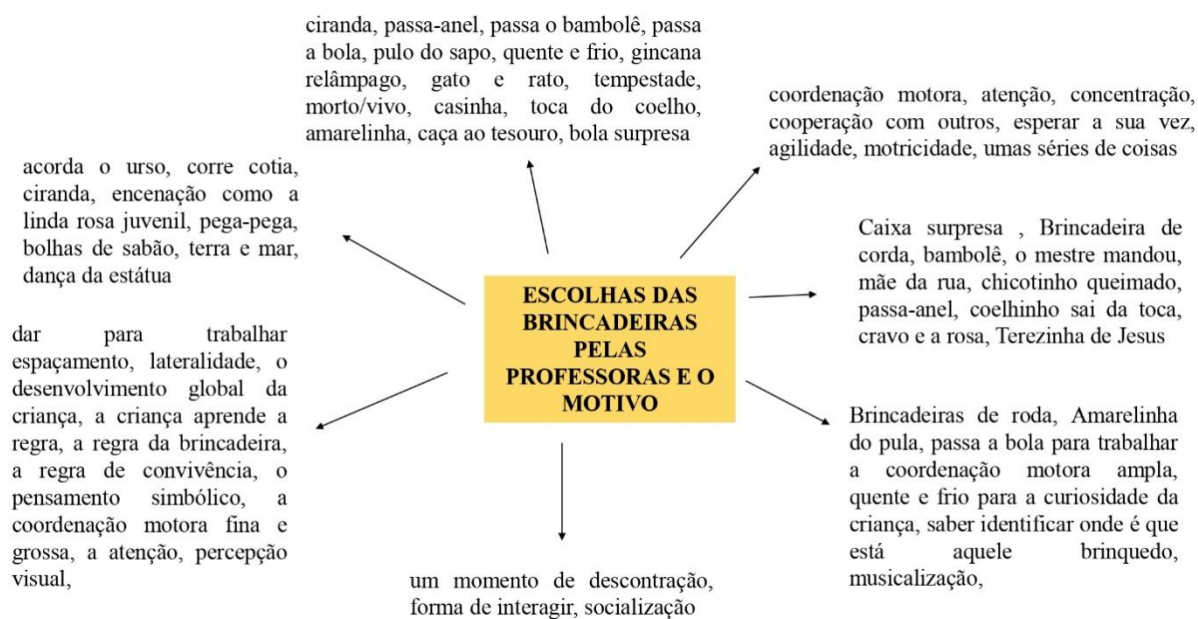 ciranda, passa-anel, passa o bambolê, passa
a bola, pulo do sapo, quente e frio, gincana
relâmpago, gato e rato, tempestade,
morto/vivo, casinha, toca do coelho,
amarelinha, caça ao tesouro, bola surpresa
coordenação motora, atenção, concentração,
cooperação com outros, esperar a sua vez,
agilidade, motricidade, umas séries de coisas
acorda o urso, corre cotia,
ciranda, encenação como a
linda rosa juvenil, pega-pega,
bolhas de sabão, terra e mar,
dança da estátua
Caixa surpresa , Brincadeira de
corda, bambolê, o mestre mandou,
mãe da rua, chicotinho queimado,
passa-anel, coelhinho sai da toca,
cravo e a rosa, Terezinha de Jesus
ESCOLHAS DAS
BRINCADEIRAS
PELAS
PROFESSORAS E O
MOTIVO
dar para trabalhar
espaçamento, lateralidade, o
desenvolvimento global da
criança, a criança aprende a
regra, a regra da brincadeira,
a regra de convivência, o
pensamento simbólico, a
coordenação motora fina e
grossa, a atenção, percepção
visual,
Brincadeiras de roda, Amarelinha
do pula, passa a bola para trabalhar
a coordenação motora ampla,
quente e frio para a curiosidade da
criança, saber identificar onde é que
está aquele brinquedo,
musicalização,
um momento de descontração,
forma de interagir, socialização